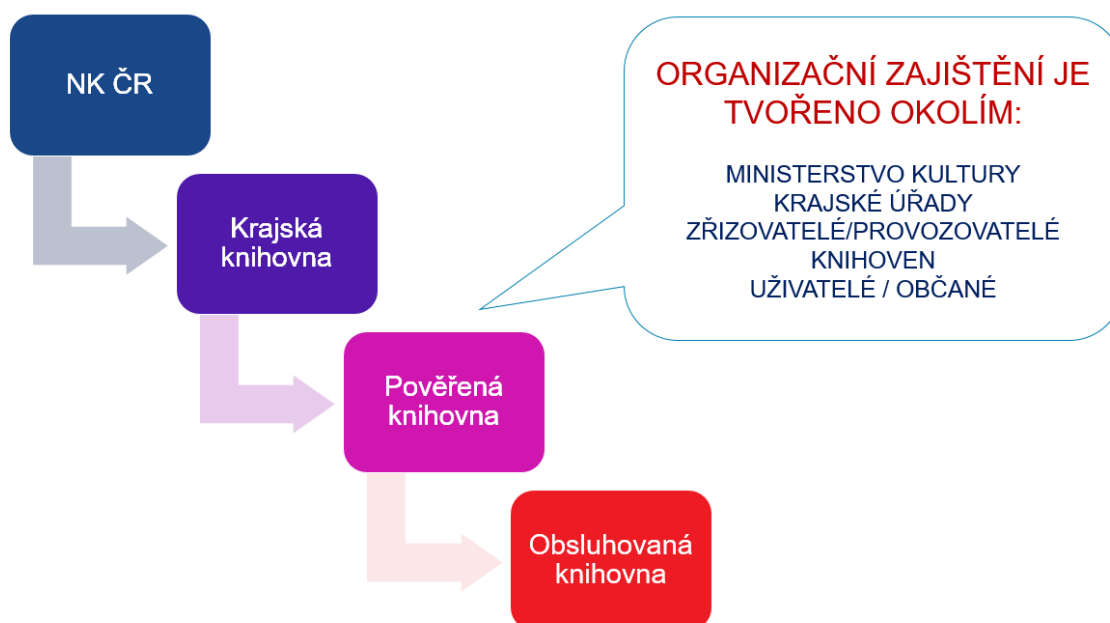 NK ČR
Krajská
knihovna
Pověřená
knihovna
Obsluhovaná
knihovna
ORGANIZAČNÍ ZAJIŠTĚNÍ JE
TVOŘENO OKOLÍM:
MINISTERSTVO KULTURY
KRAJSKÉ ÚŘADY
ZŘIZOVATELÉ/PROVOZOVATELÉ
KNIHOVEN
UŽIVATELÉ / OBČANÉ